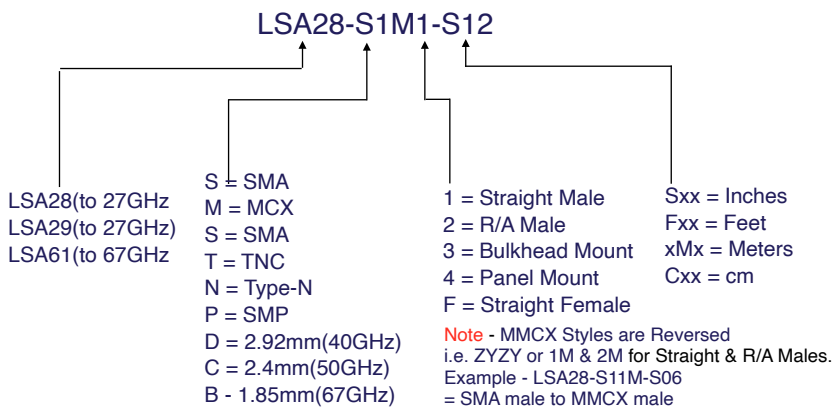 LSA28-S1M1-S12
LSA28(to 27GHz
LSA29(to 27GHz)
LSA61(to 67GHz
S = SMA
M = MCX
S = SMA
T = TNC
N = Type-N
P = SMP
D = 2.92mm(40GHz)
C = 2.4mm(50GHz)
B - 1.85mm(67GHz)
1 = Straight Male
2 = R/A Male
3 = Bulkhead Mount
4 = Panel Mount
F = Straight Female
Note - MMCX Styles are Reversed
i.e. ZYZY or 1M & 2M for Straight & R/A Males.
Example - LSA28-S11M-S06
= SMA male to MMCX male
Sxx = Inches
Fxx = Feet
xMx = Meters
Cxx = cm